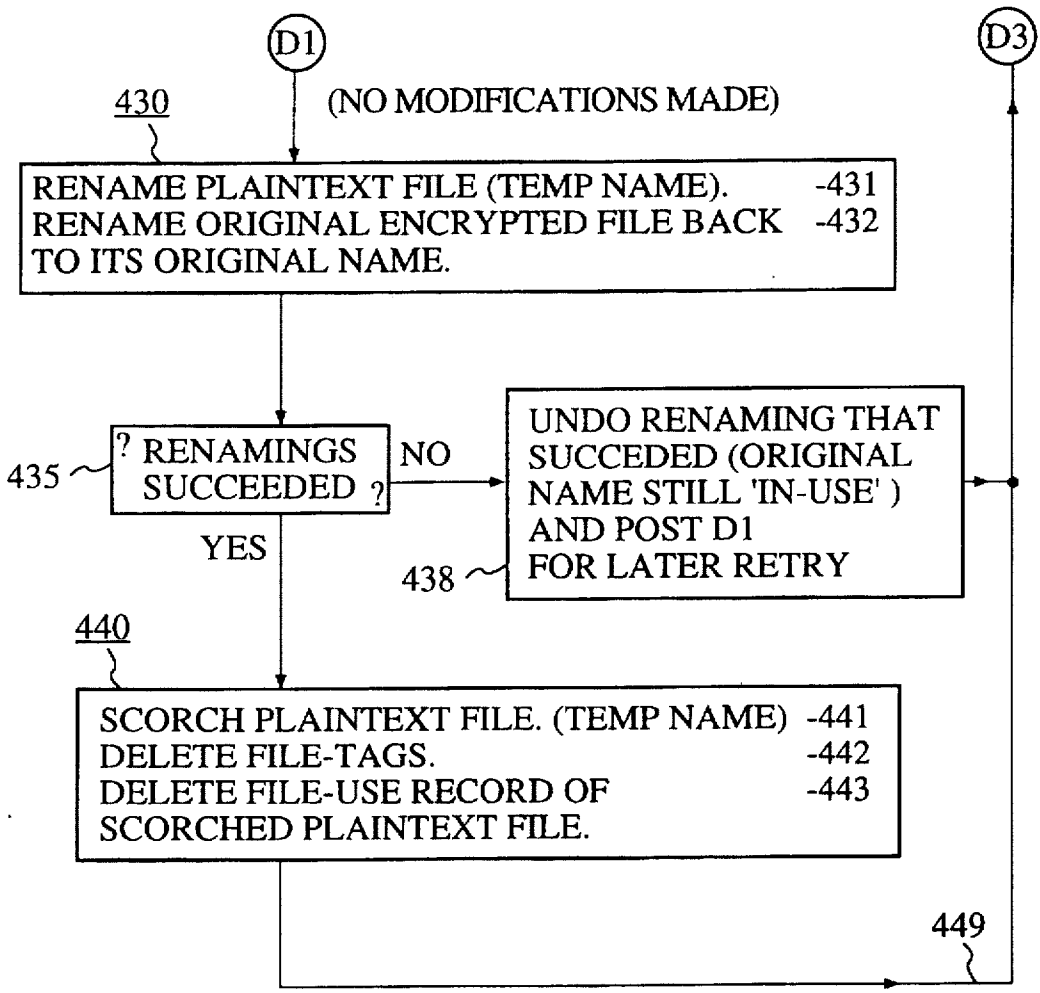 D1
D3
(NO MODIFICATIONS MADE)
430
RENAME PLAINTEXT FILE (TEMP NAME). -431
RENAME ORIGINAL ENCRYPTED FILE BACK -432
TO ITS ORIGINAL NAME.
435
? RENAMINGS
SUCCEEDED ?
NO
YES
UNDO RENAMING THAT
SUCCEDED (ORIGINAL
NAME STILL 'IN-USE' )
AND POST D1
FOR LATER RETRY
438
440
SCORCH PLAINTEXT FILE. (TEMP NAME) -441
DELETE FILE-TAGS. -442
DELETE FILE-USE RECORD OF -443
SCORCHED PLAINTEXT FILE.
449